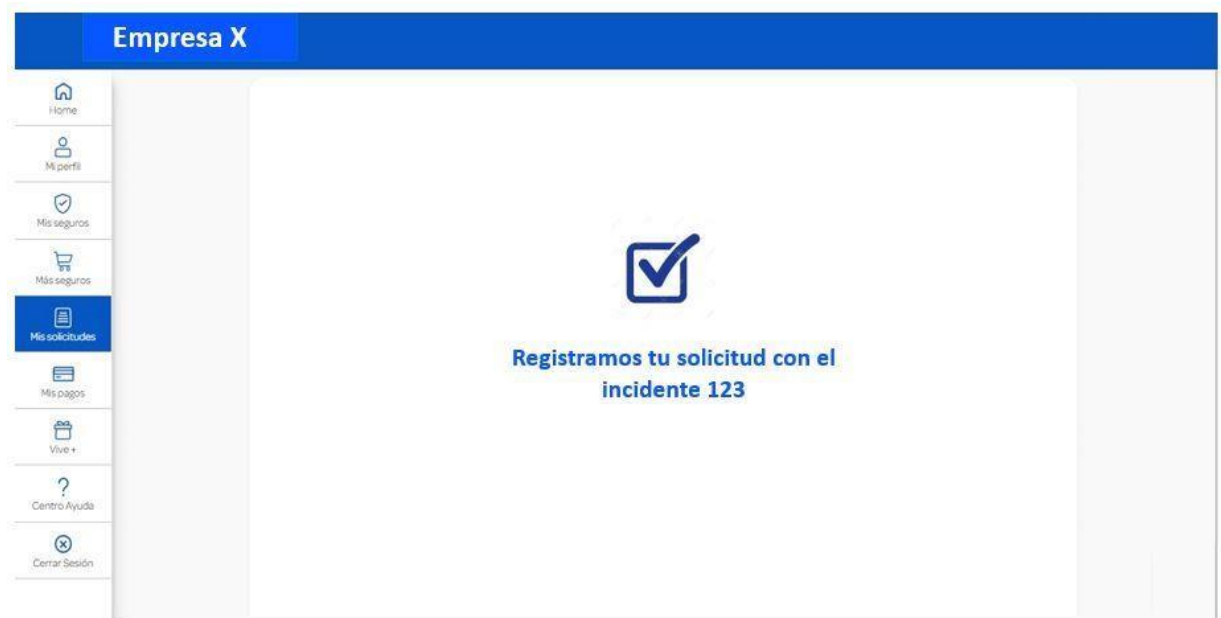 Empresa X
Home
Mi perfil
Mis seguros
Más seguros
Mis solicitudes
Mis pagos
Vive +
Centro Ayuda
Cerrar Sesión
Registramos tu solicitud con el
incidente 123